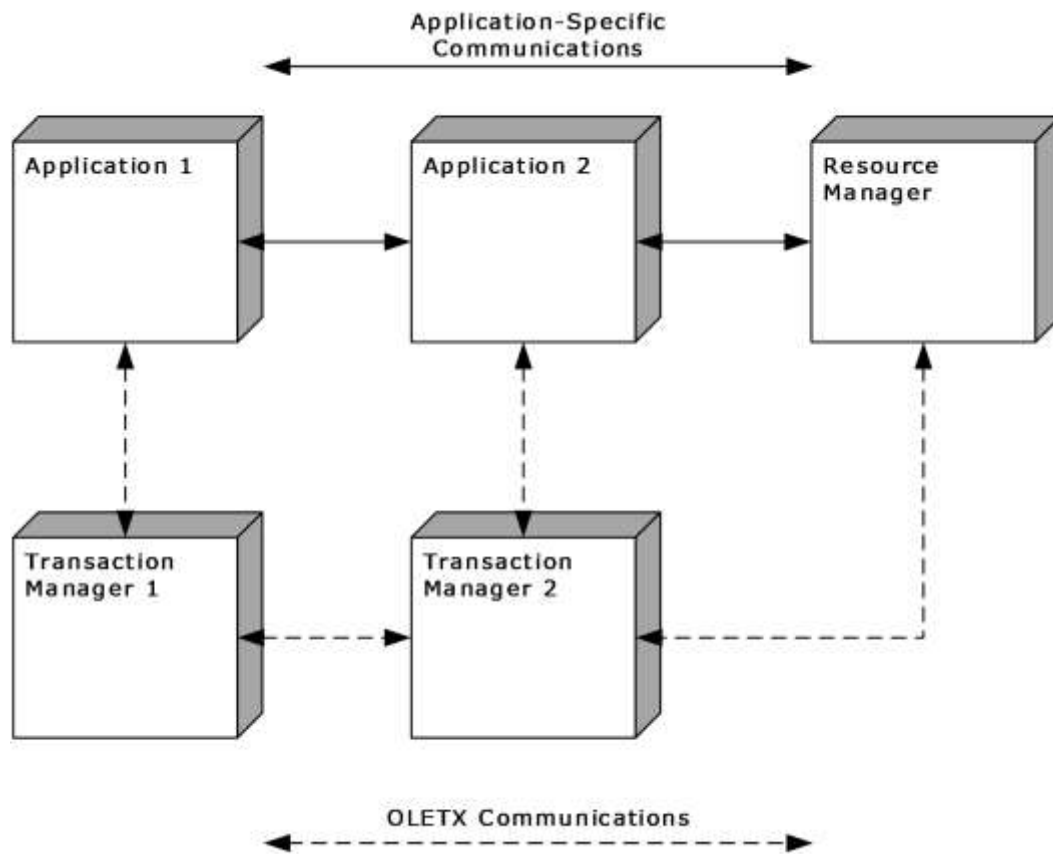 Application-Specific
Communications
Application 1
Application 2
Resource
Manager
Transaction
Manager 1
Transaction
Manager 2
OLETX Communications